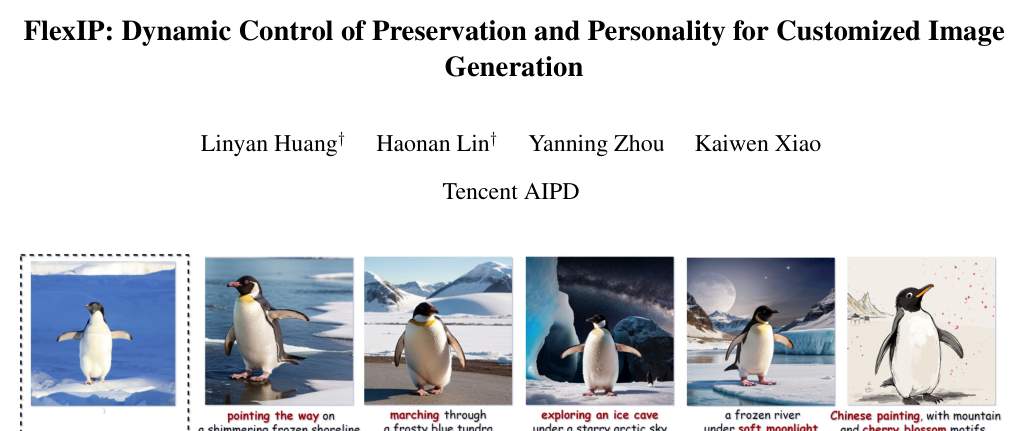 FlexIP: Dynamic Control of Preservation and Personality for Customized Image
Generation
Linyan Huang† Haonan Lin† Yanning Zhou Kaiwen Xiao
Tencent AIPD
pointing the way on
a shimmering frozen shoreline
marching through
a frosty blue tundra
exploring an ice cave
under a starry arctic sky
a frozen river
under soft moonlight
Chinese painting, with mountain
and cherry blossom motifs